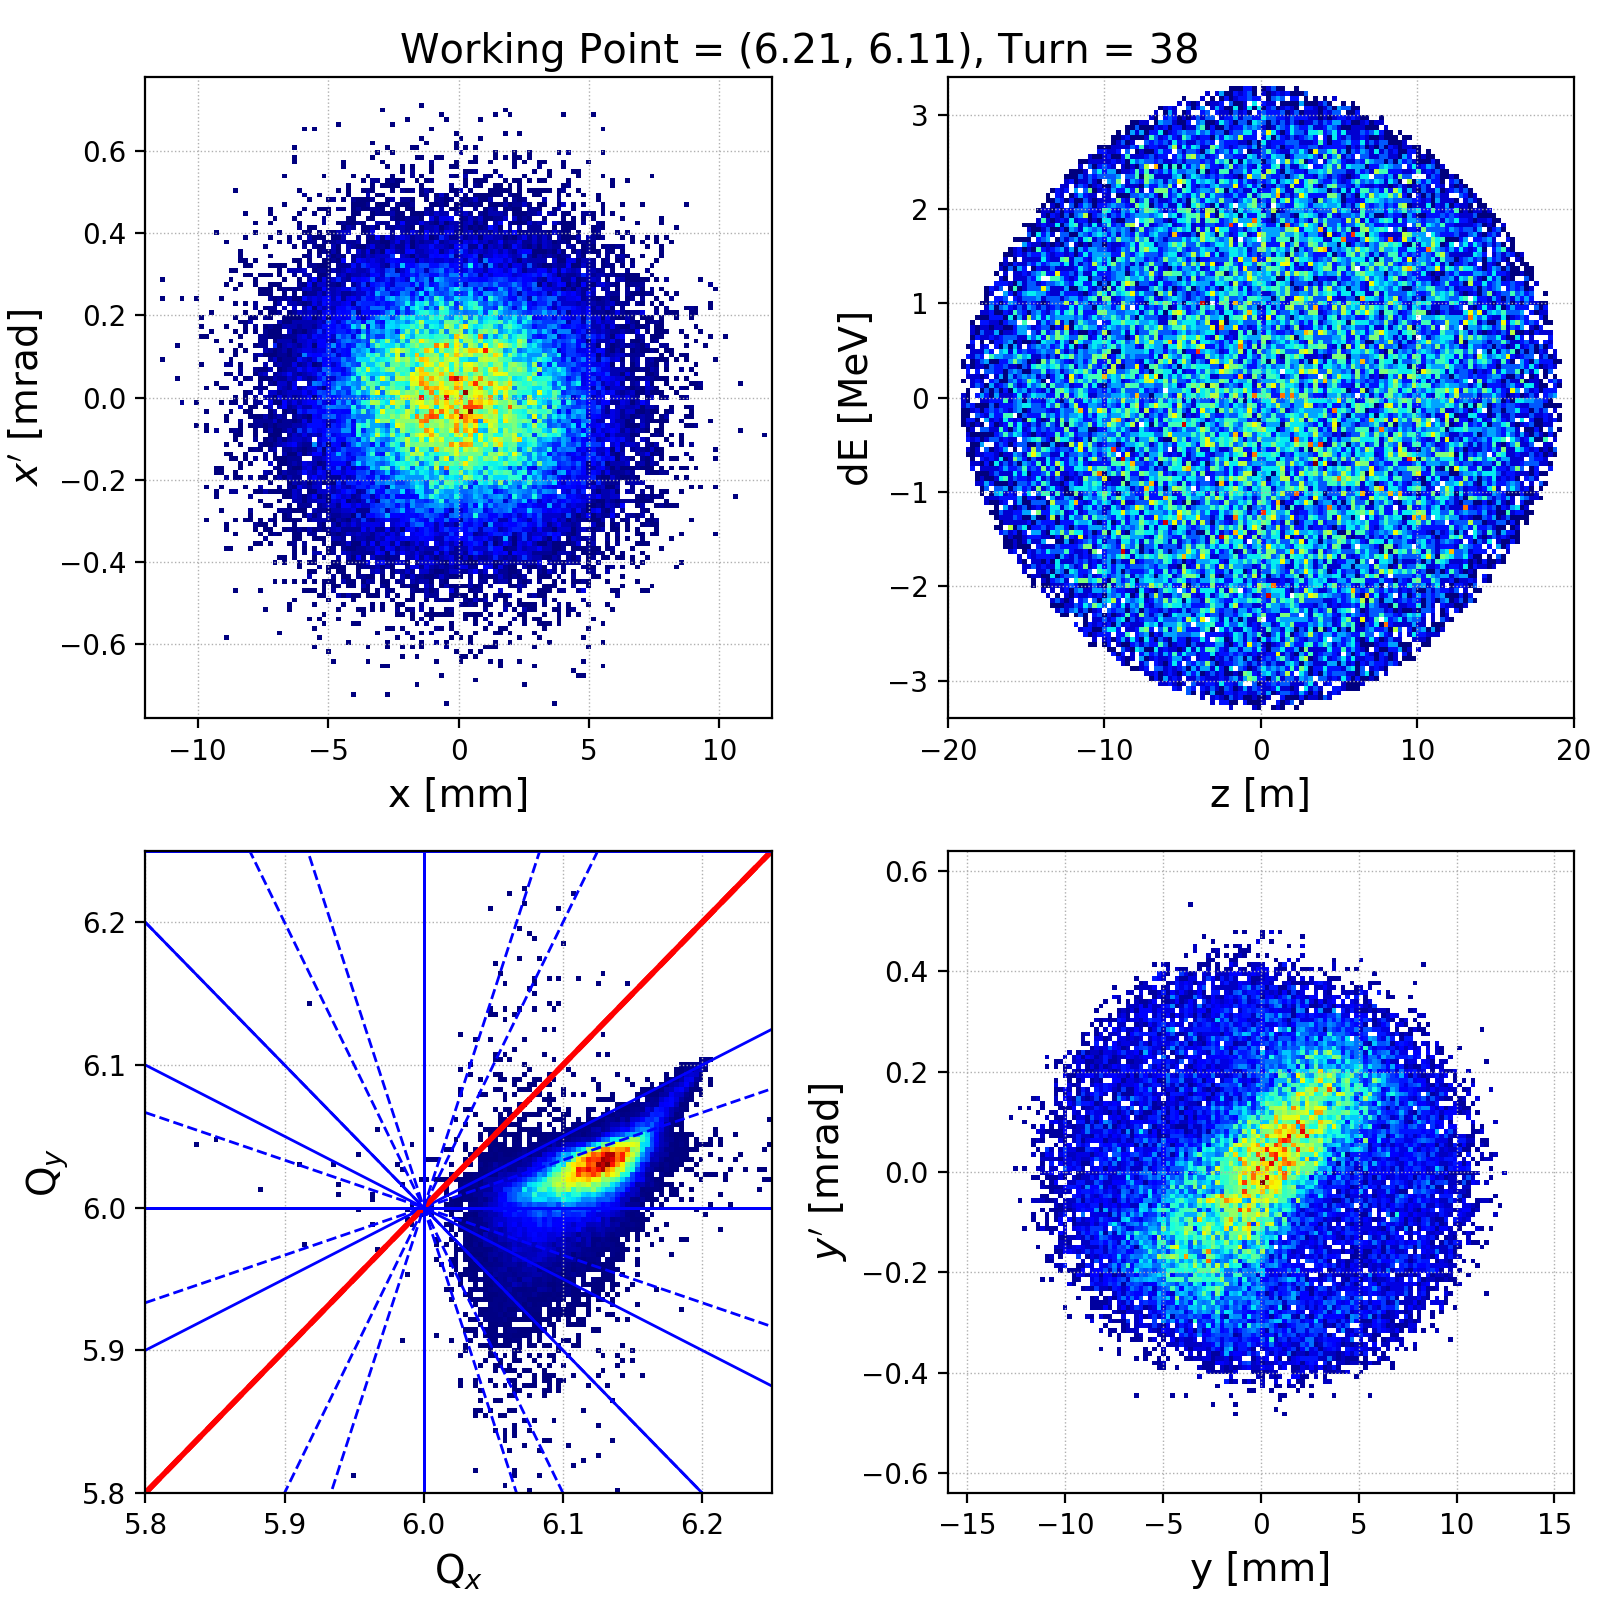 Working Point = (6.21, 6.11), Turn = 38
0.6
0.4
0.2
0.0
−0.2
−0.4
−0.6
x′ [mrad]
−10 −5 0 5 10
x [mm]
3
2
1
0
−1
−2
−3
dE [MeV]
−20 −10 0 10 20
z [m]
6.2
6.1
6.0
5.9
5.8
Qy
5.8 5.9 6.0 6.1 6.2
Qx
0.6
0.4
0.2
0.0
−0.2
−0.4
−0.6
y′ [mrad]
−15 −10 −5 0 5 10 15
y [mm]